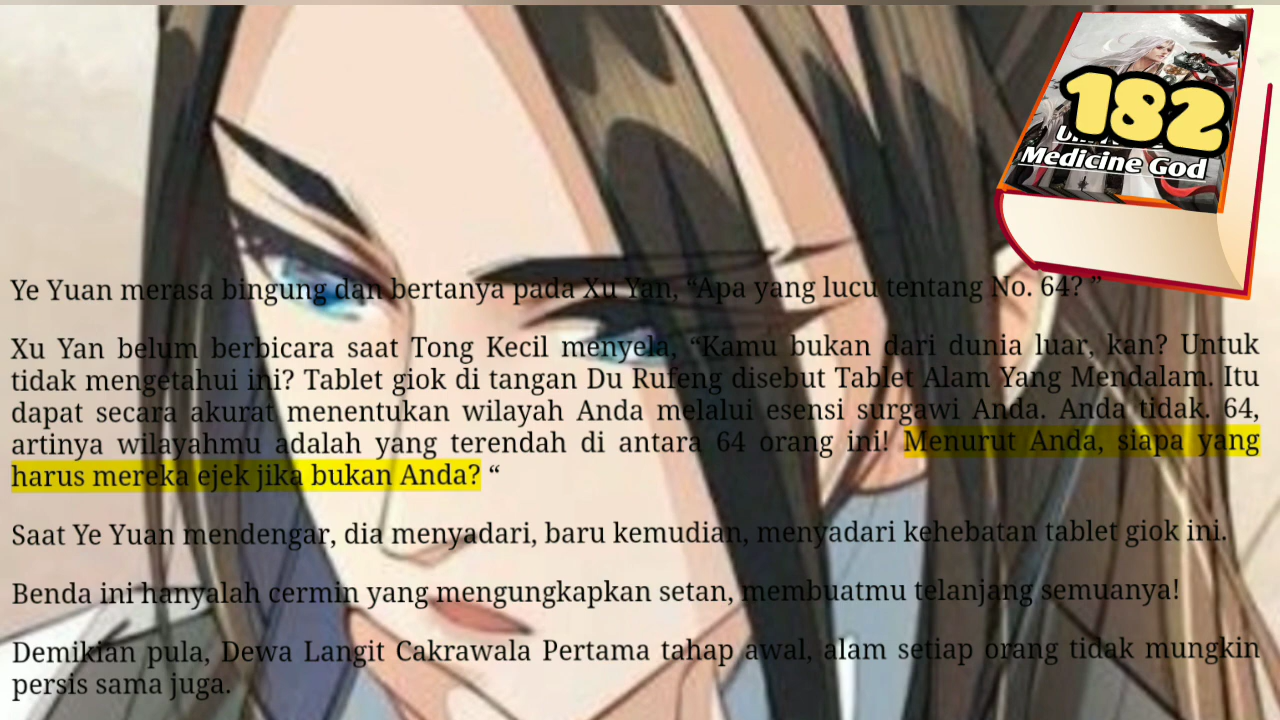 182
Medicine God
Ye Yuan merasa bingung dan bertanya pada Xu Yan, “Apa yang lucu tentang No. 64? ”
Xu Yan belum berbicara saat Tong Kecil menyela, “Kamu bukan dari dunia luar, kan? Untuk
tidak mengetahui ini? Tablet giok di tangan Du Rufeng disebut Tablet Alam Yang Mendalam. Itu
dapat secara akurat menentukan wilayah Anda melalui esensi surgawi Anda. Anda tidak. 64,
artinya wilayahmu adalah yang terendah di antara 64 orang ini! Menurut Anda, siapa yang
harus mereka ejek jika bukan Anda? “
Saat Ye Yuan mendengar, dia menyadari, baru kemudian, menyadari kehebatan tablet giok ini.
Benda ini hanyalah cermin yang mengungkapkan setan, membuatmu telanjang semuanya!
Demikian pula, Dewa Langit Cakrawala Pertama tahap awal, alam setiap orang tidak mungkin
persis sama juga.